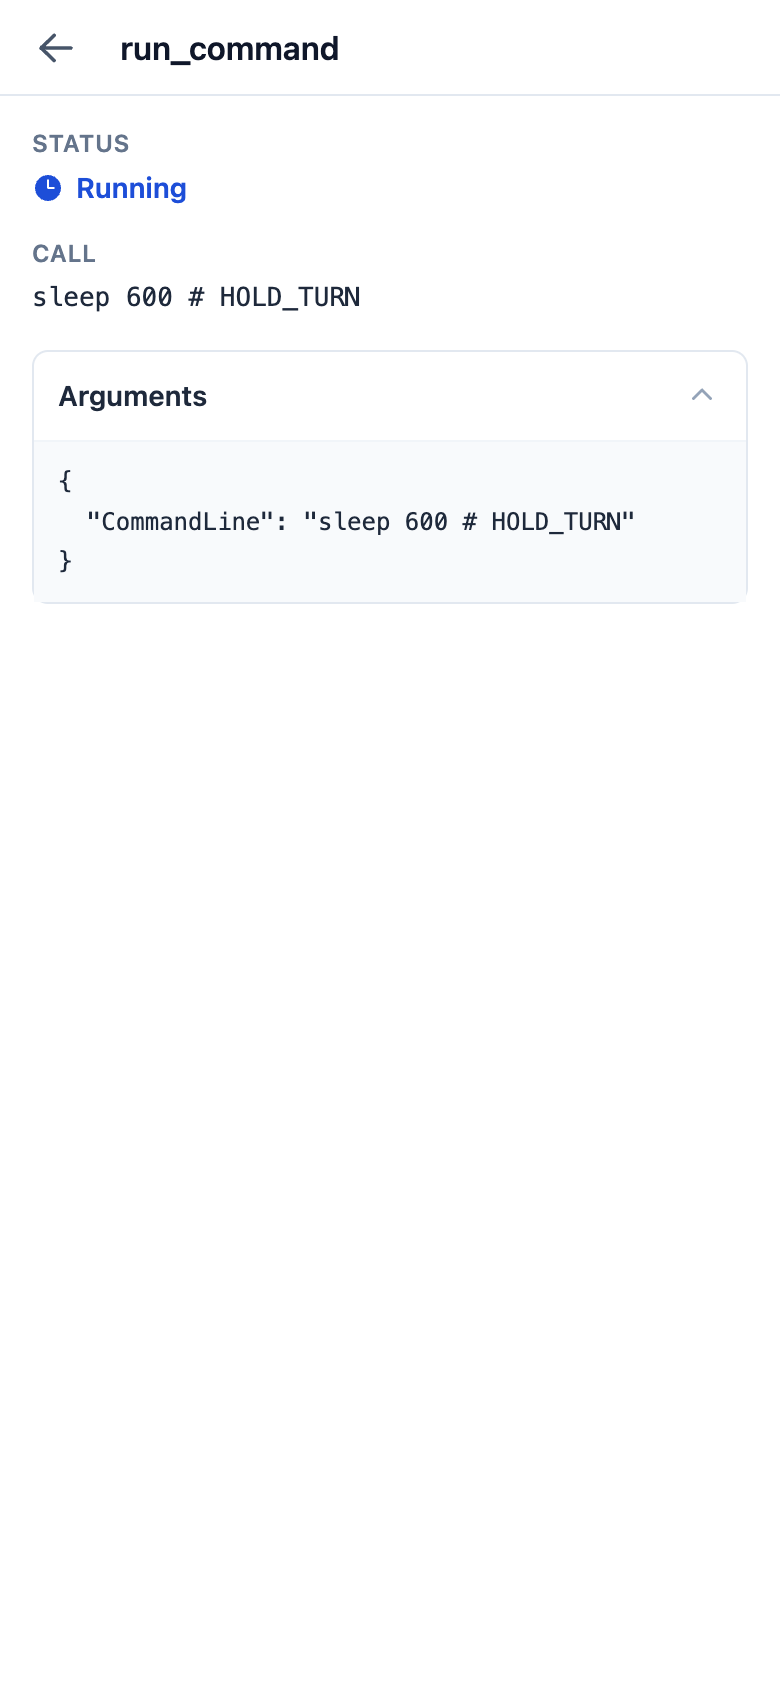 run_command
STATUS
Running
CALL
sleep 600 # HOLD_TURN
Arguments
{
  "CommandLine": "sleep 600 # HOLD_TURN"
}